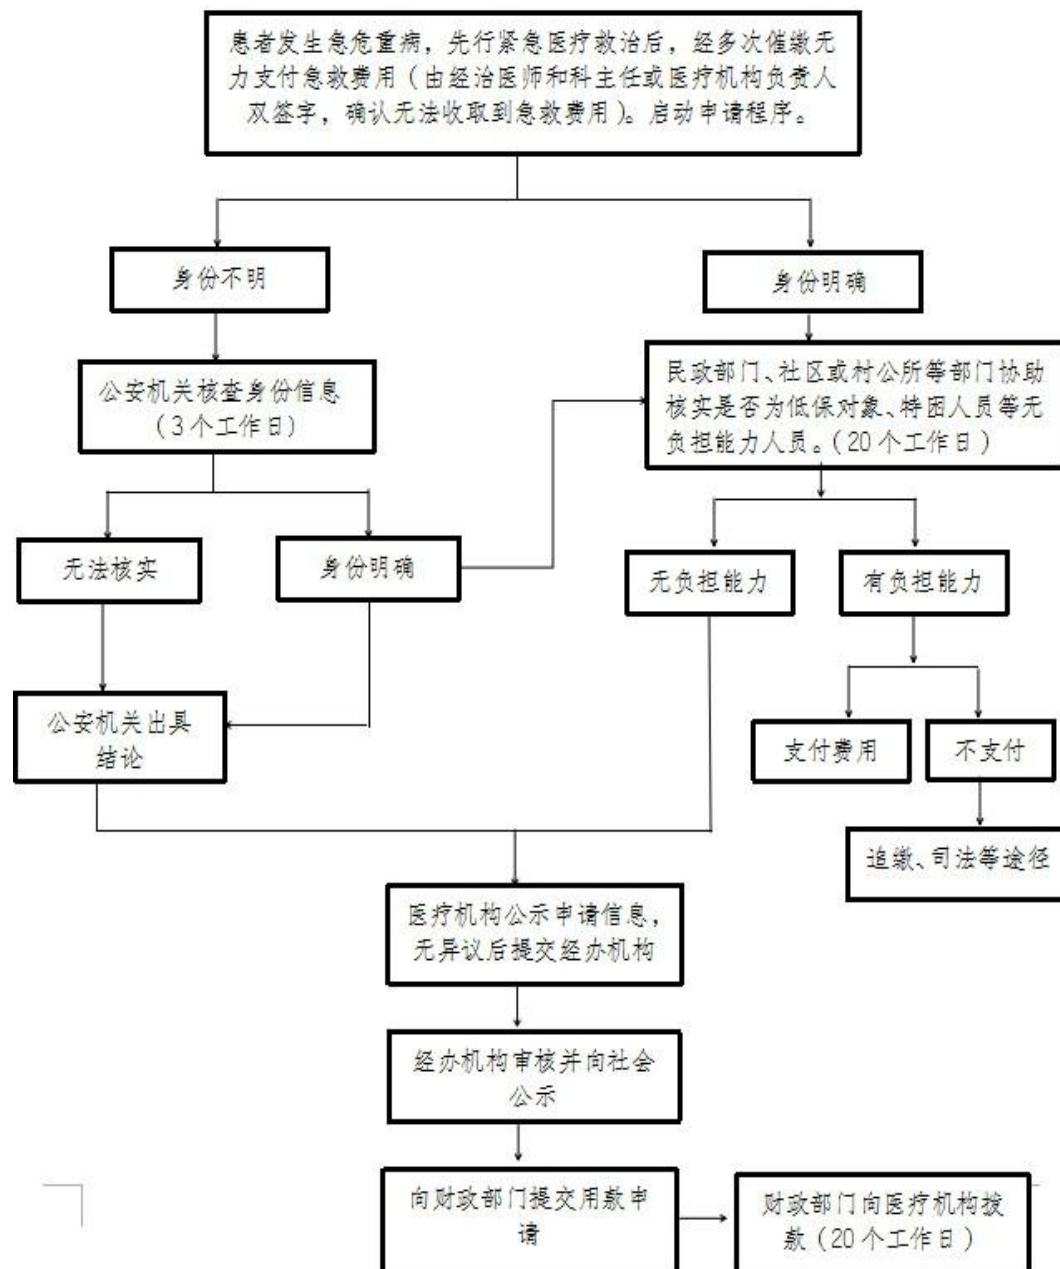 患者发生急危重病，先行紧急医疗救治后，经多次催缴无
力支付急救费用（由经治医师和科主任或医疗机构负责人
双签字，确认无法收取到急救费用）。启动申请程序。
身份不明
身份明确
公安机关核查身份信息
（3个工作日）
民政部门、社区或村公所等部门协助
核实是否为低保对象、特困人员等无
负担能力人员。（20个工作日）
无法核实
身份明确
无负担能力
有负担能力
公安机关出具
结论
支付费用
不支付
追缴、司法等途径
医疗机构公示申请信息，
无异议后提交经办机构
经办机构审核并向社会
公示
向财政部门提交用款申
请
财政部门向医疗机构拨
款（20个工作日）